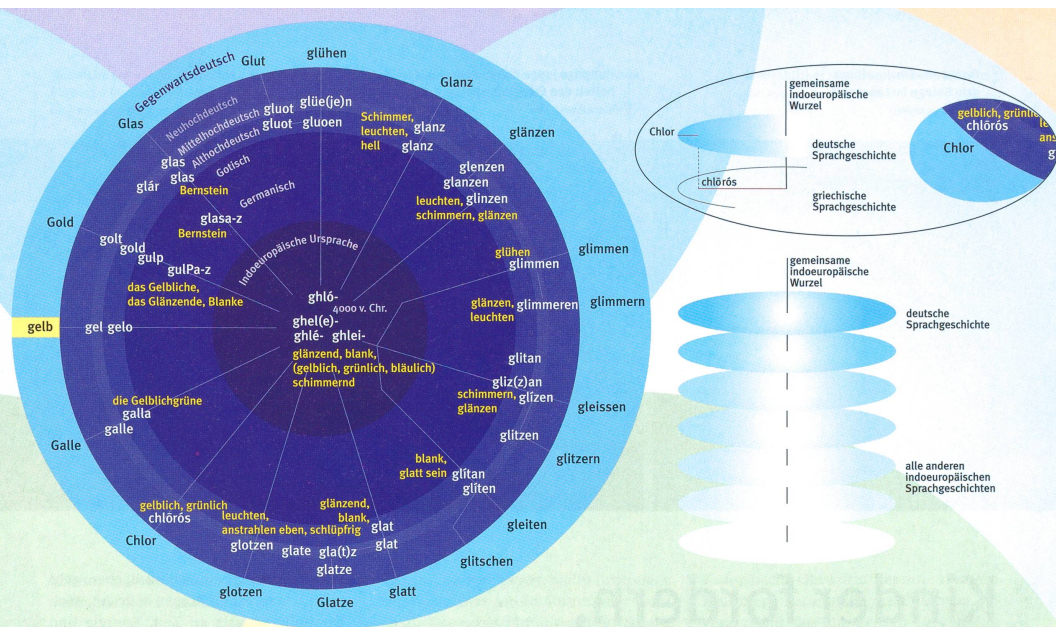 Gegenwartsdeutsch
Neuhochdeutsch
Mittelhochdeutsch
Althochdeutsch
Gotisch
Germanisch
Indoeuropäische Ursprache
ghló-
4000 v. Chr.
ghel(e)-
ghlé- ghlei-
glänzend, blank,
(gelblich, grünlich, bläulich)
schimmernd
Glut
gluot
gluot
glühen
glüe(je)n
gluoen
Glanz
Schimmer,
leuchten,
hell
glanz
glanz
glänzen
glenzen
glanzen
glinzen
leuchten,
schimmern, glänzen
glimmen
glühen
glimmen
glimmern
glänzen,
leuchten
glimmeren
gleissen
glitan
gliz(z)an
glízen
schimmern,
glänzen
glitzern
glitzen
gleiten
blank,
glatt sein
glítan
glíten
glitschen
glatt
glänzend,
blank,
glat
glat
Glatze
gla(t)z
glatze
glate
glotzen
leuchten,
anstrahlen eben, schlüpfrig
glotzen
Chlor
gelblich, grünlich
chlōrós
Galle
die Gelblichgrüne
galla
galle
gelb
gel gelo
Gold
golt
gold
gulp
gulPa-z
das Gelbliche,
das Glänzende, Blanke
Glas
glas
glas
glár
Bernstein
glasa-z
Bernstein
gemeinsame
indoeuropäische
Wurzel
Chlor
deutsche
Sprachgeschichte
chlōrós
griechische
Sprachgeschichte
gelblich, grünlic
chlōrós
Chlor
le
ans
g
gemeinsame
indoeuropäische
Wurzel
deutsche
Sprachgeschichte
alle anderen
indoeuropäischen
Sprachgeschichten
Kinder fördern,